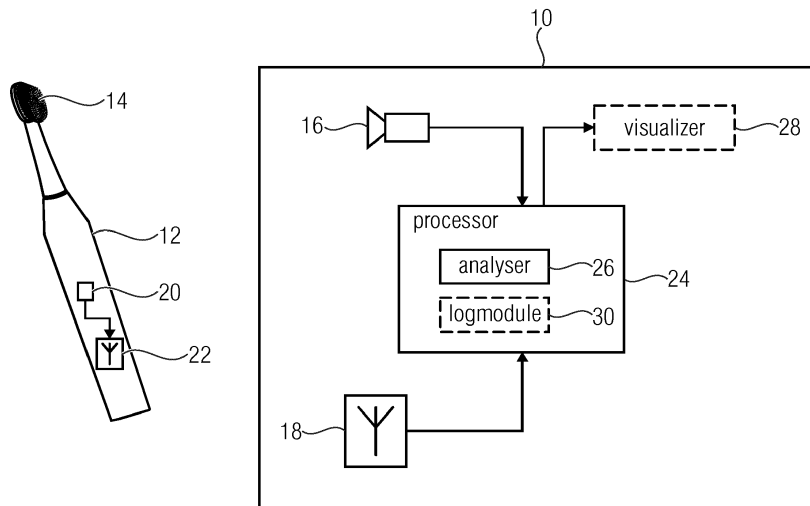 10
14
16
visualizer
28
processor
12
analyser
26
24
20
logmodule
30
22
18